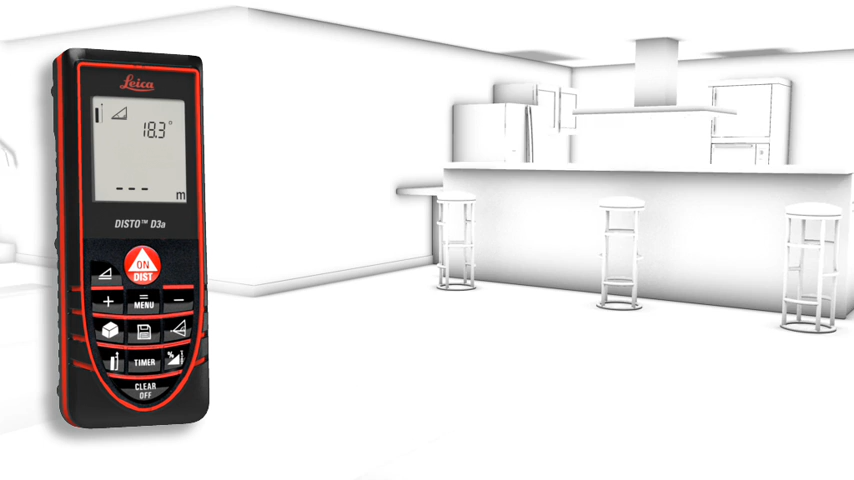 Leica
18.3°
--- m
DISTO™ D3a
ON
DIST
+ = −
MENU
TIMER %
CLEAR
OFF